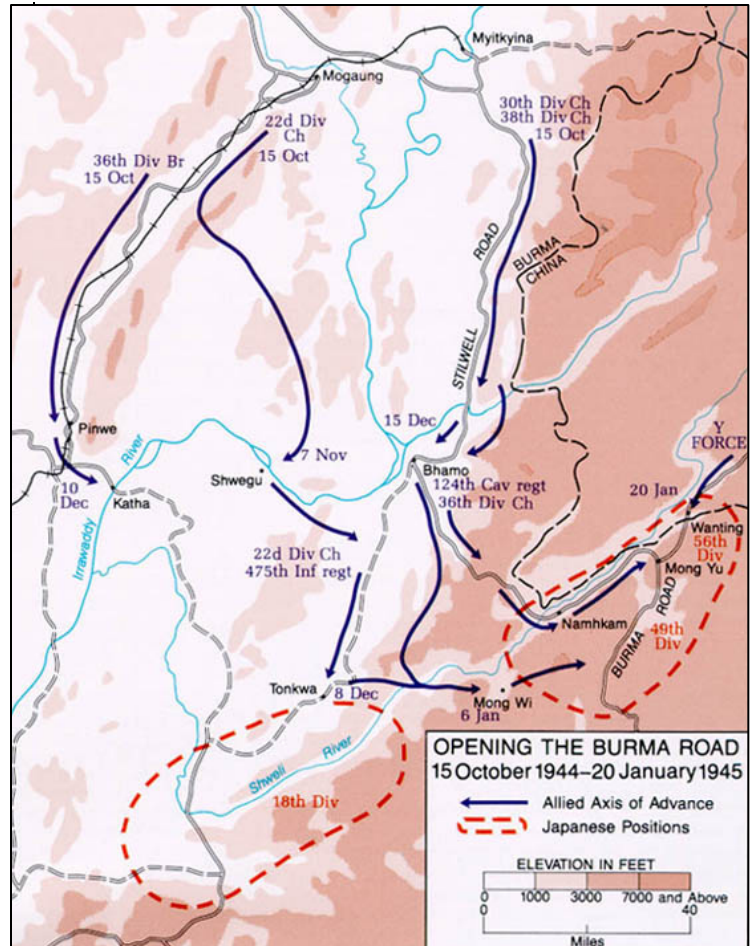 Myitkyina
Mogaung
30th Div Ch
38th Div Ch
15 Oct
22d Div
Ch
15 Oct
36th Div Br
15 Oct
ROAD
STILWELL
BURMA
CHINA
Pinwe
River
15 Dec
Y
FORCE
7 Nov
Shwegu
Bhamo
10
Dec
Katha
124th Cav regt
36th Div Ch
20 Jan
Wanting
56th
Div
Irrawaddy
22d Div Ch
475th Inf regt
Mong Yu
Namhkam
ROAD
BURMA
49th
Div
Tonkwa
8 Dec
Mong Wi
6 Jan
Shweli
River
18th Div
OPENING THE BURMA ROAD
15 October 1944–20 January 1945
Allied Axis of Advance
Japanese Positions
ELEVATION IN FEET
0 1000 3000 7000 and Above
0 40
Miles